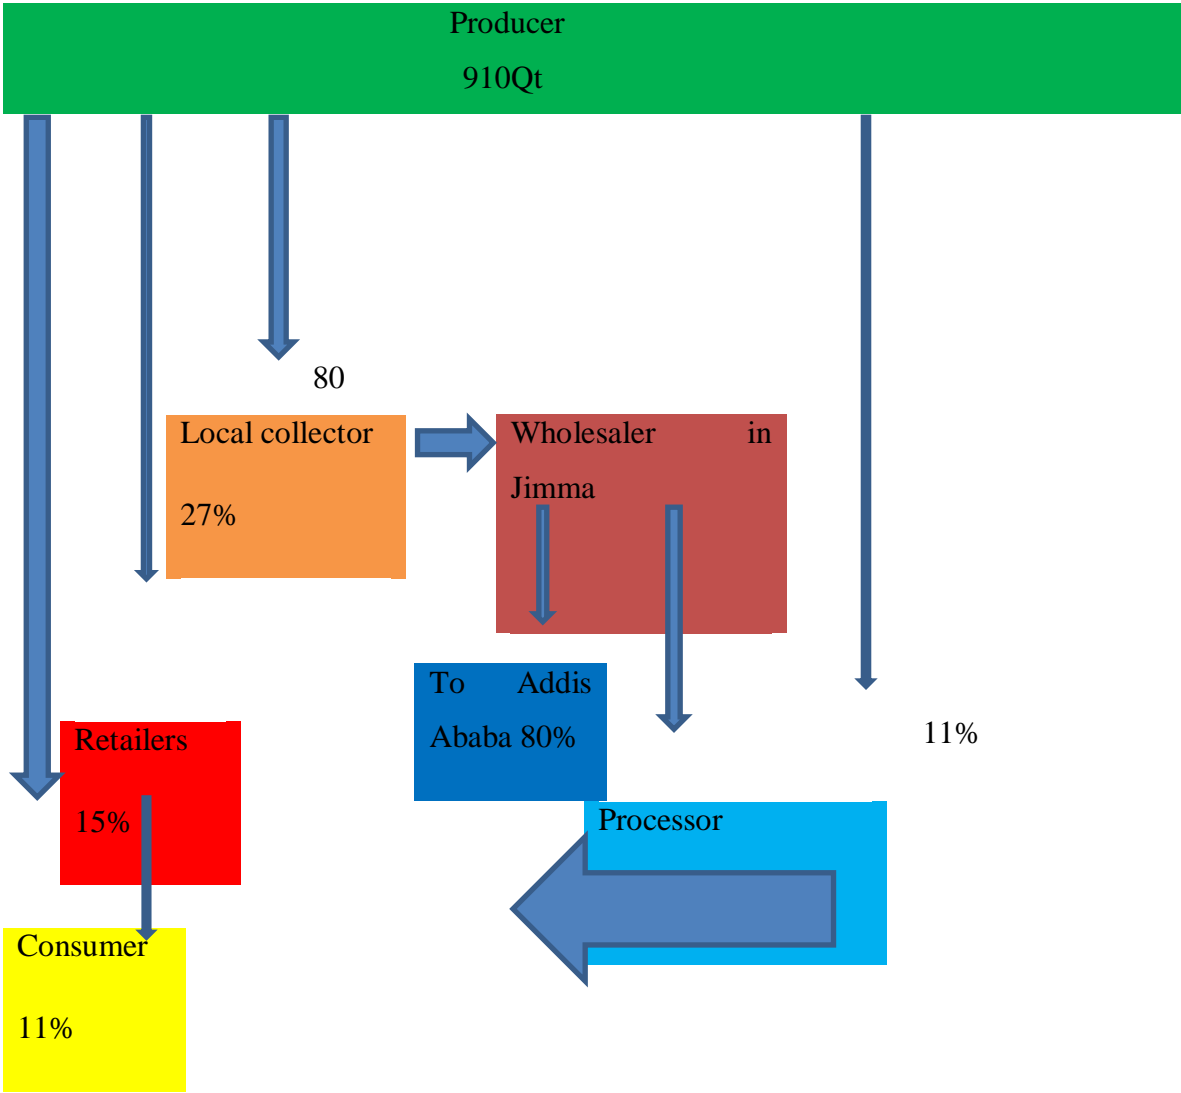 Producer
910Qt
80
Local collector
27%
Wholesaler in
Jimma
To Addis
Ababa 80%
11%
Retailers
15%
Processor
Consumer
11%